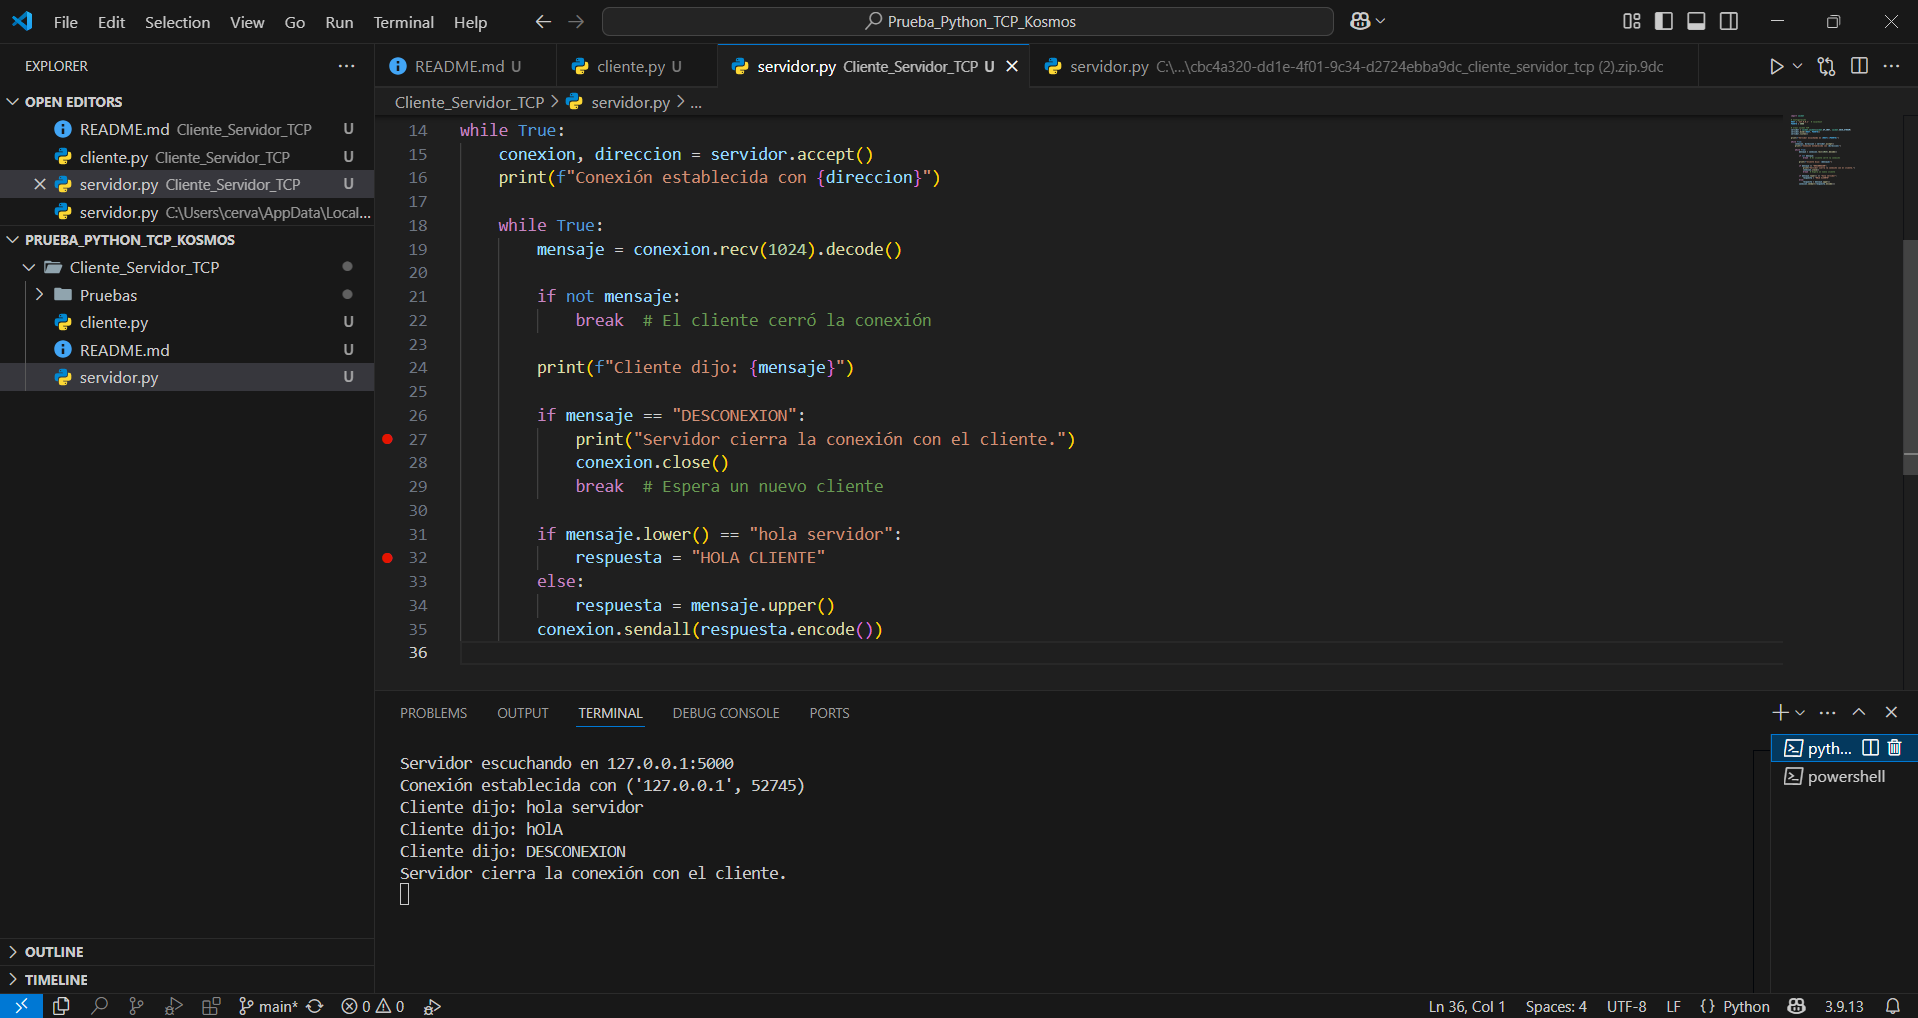 File Edit Selection View Go Run Terminal Help
Prueba_Python_TCP_Kosmos
EXPLORER
README.md U
cliente.py U
servidor.py Cliente_Servidor_TCP U
servidor.py C:\...\cbc4a320-dd1e-4f01-9c34-d2724ebba9dc_cliente_servidor_tcp (2).zip.9dc
OPEN EDITORS
README.md Cliente_Servidor_TCP U
cliente.py Cliente_Servidor_TCP U
servidor.py Cliente_Servidor_TCP U
servidor.py C:\Users\cerva\AppData\Local...
PRUEBA_PYTHON_TCP_KOSMOS
Cliente_Servidor_TCP
Pruebas
cliente.py U
README.md U
servidor.py U
OUTLINE
TIMELINE
Cliente_Servidor_TCP > servidor.py > ...
14 while True:
15 conexion, direccion = servidor.accept()
16 print(f"Conexión establecida con {direccion}")
17
18 while True:
19 mensaje = conexion.recv(1024).decode()
20
21 if not mensaje:
22 break # El cliente cerró la conexión
23
24 print(f"Cliente dijo: {mensaje}")
25
26 if mensaje == "DESCONEXION":
27 print("Servidor cierra la conexión con el cliente.")
28 conexion.close()
29 break # Espera un nuevo cliente
30
31 if mensaje.lower() == "hola servidor":
32 respuesta = "HOLA CLIENTE"
33 else:
34 respuesta = mensaje.upper()
35 conexion.sendall(respuesta.encode())
36
PROBLEMS OUTPUT TERMINAL DEBUG CONSOLE PORTS
Servidor escuchando en 127.0.0.1:5000
Conexión establecida con ('127.0.0.1', 52745)
Cliente dijo: hola servidor
Cliente dijo: hOlA
Cliente dijo: DESCONEXION
Servidor cierra la conexión con el cliente.
pyth...
powershell
main* 0 0
Ln 36, Col 1 Spaces: 4 UTF-8 LF {} Python 3.9.13